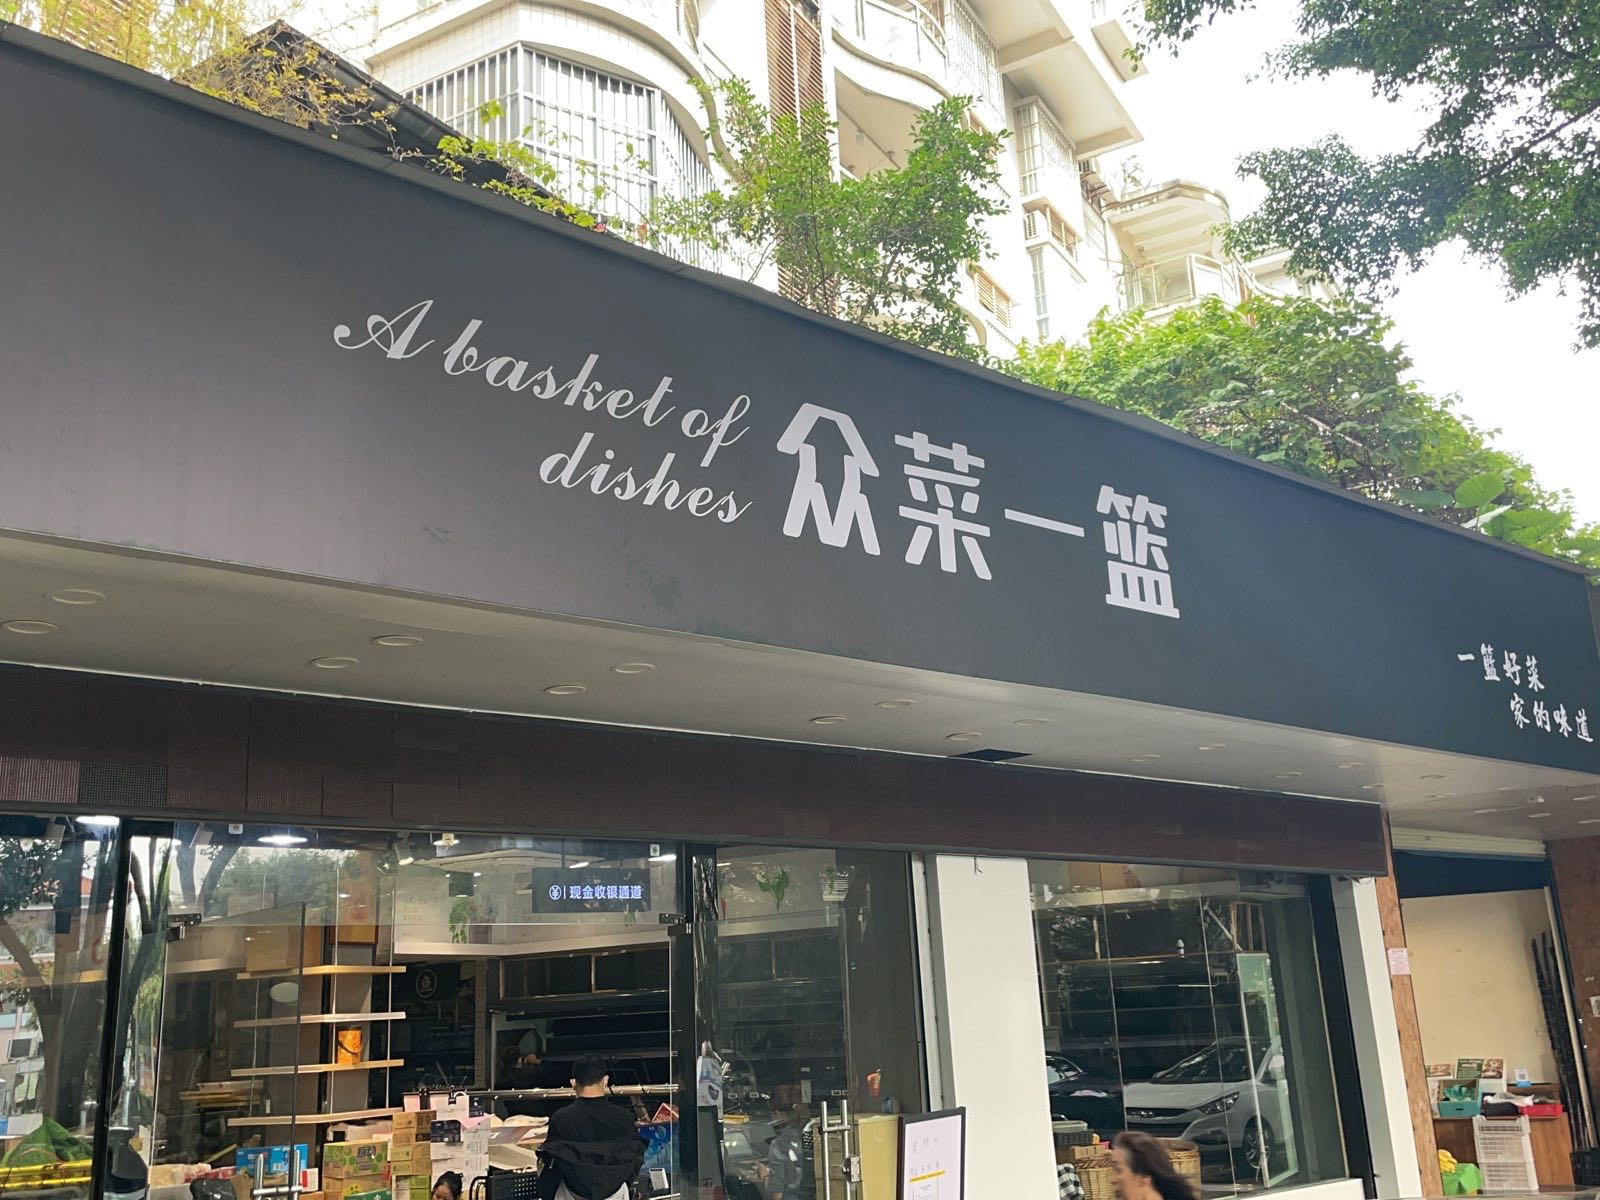 A basket of
dishes
众菜一篮
一篮好菜
家的味道
现金收银通道
鱼